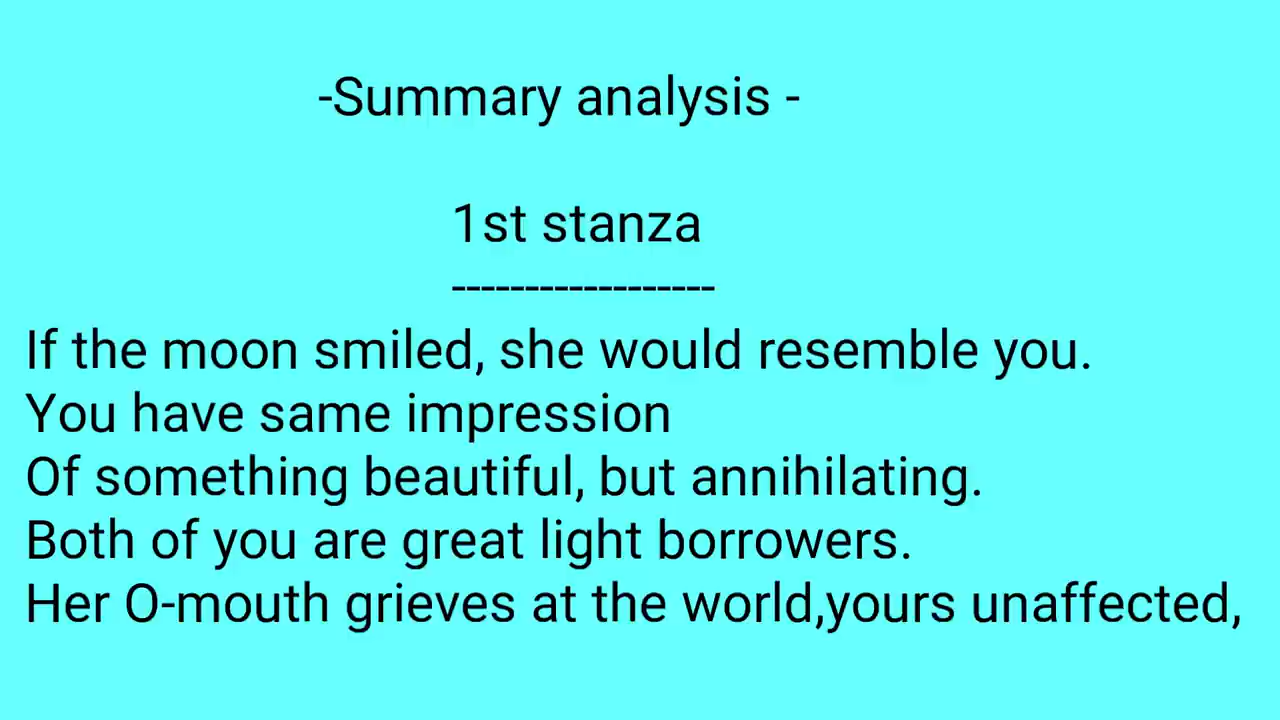 -Summary analysis -
1st stanza
------------------
If the moon smiled, she would resemble you.
You have same impression
Of something beautiful, but annihilating.
Both of you are great light borrowers.
Her O-mouth grieves at the world,yours unaffected,